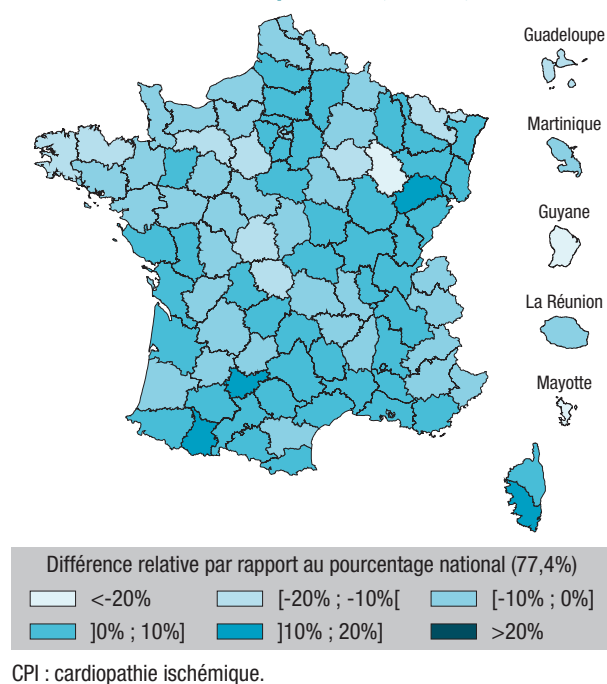 Guadeloupe
Martinique
Guyane
La Réunion
Mayotte
Différence relative par rapport au pourcentage national (77,4%)
<-20% [-20% ; -10%[ [-10% ; 0%]
]0% ; 10%] ]10% ; 20%] >20%
CPI : cardiopathie ischémique.